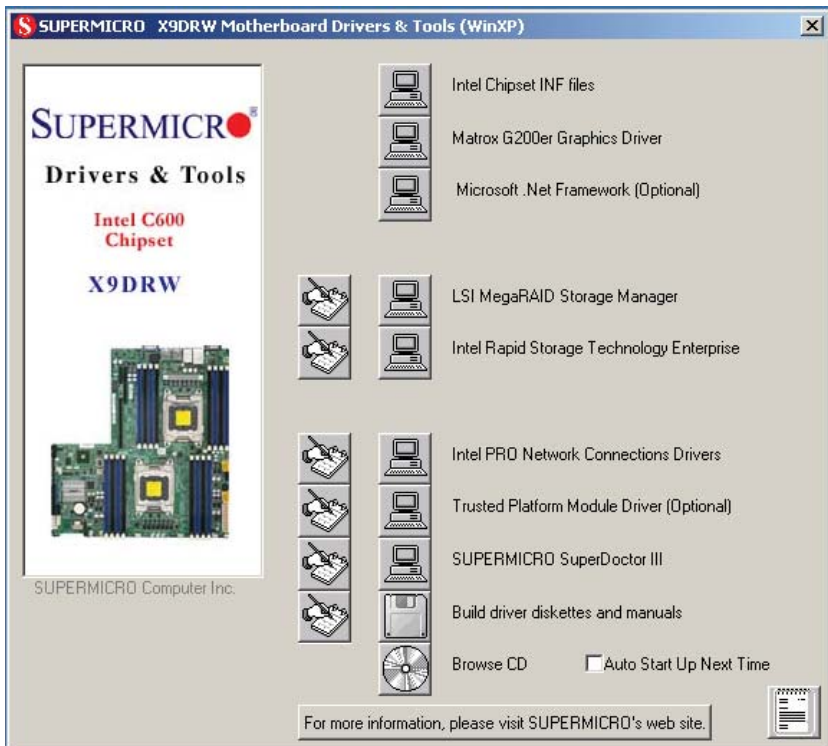 SUPERMICRO X9DRW Motherboard Drivers & Tools (WinXP)
SUPERMICRO®
Drivers & Tools
Intel C600
Chipset
X9DRW
SUPERMICRO Computer Inc.
Intel Chipset INF files
Matrox G200er Graphics Driver
Microsoft .Net Framework (Optional)
LSI MegaRAID Storage Manager
Intel Rapid Storage Technology Enterprise
Intel PRO Network Connections Drivers
Trusted Platform Module Driver (Optional)
SUPERMICRO SuperDoctor III
Build driver diskettes and manuals
Browse CD Auto Start Up Next Time
For more information, please visit SUPERMICRO's web site.